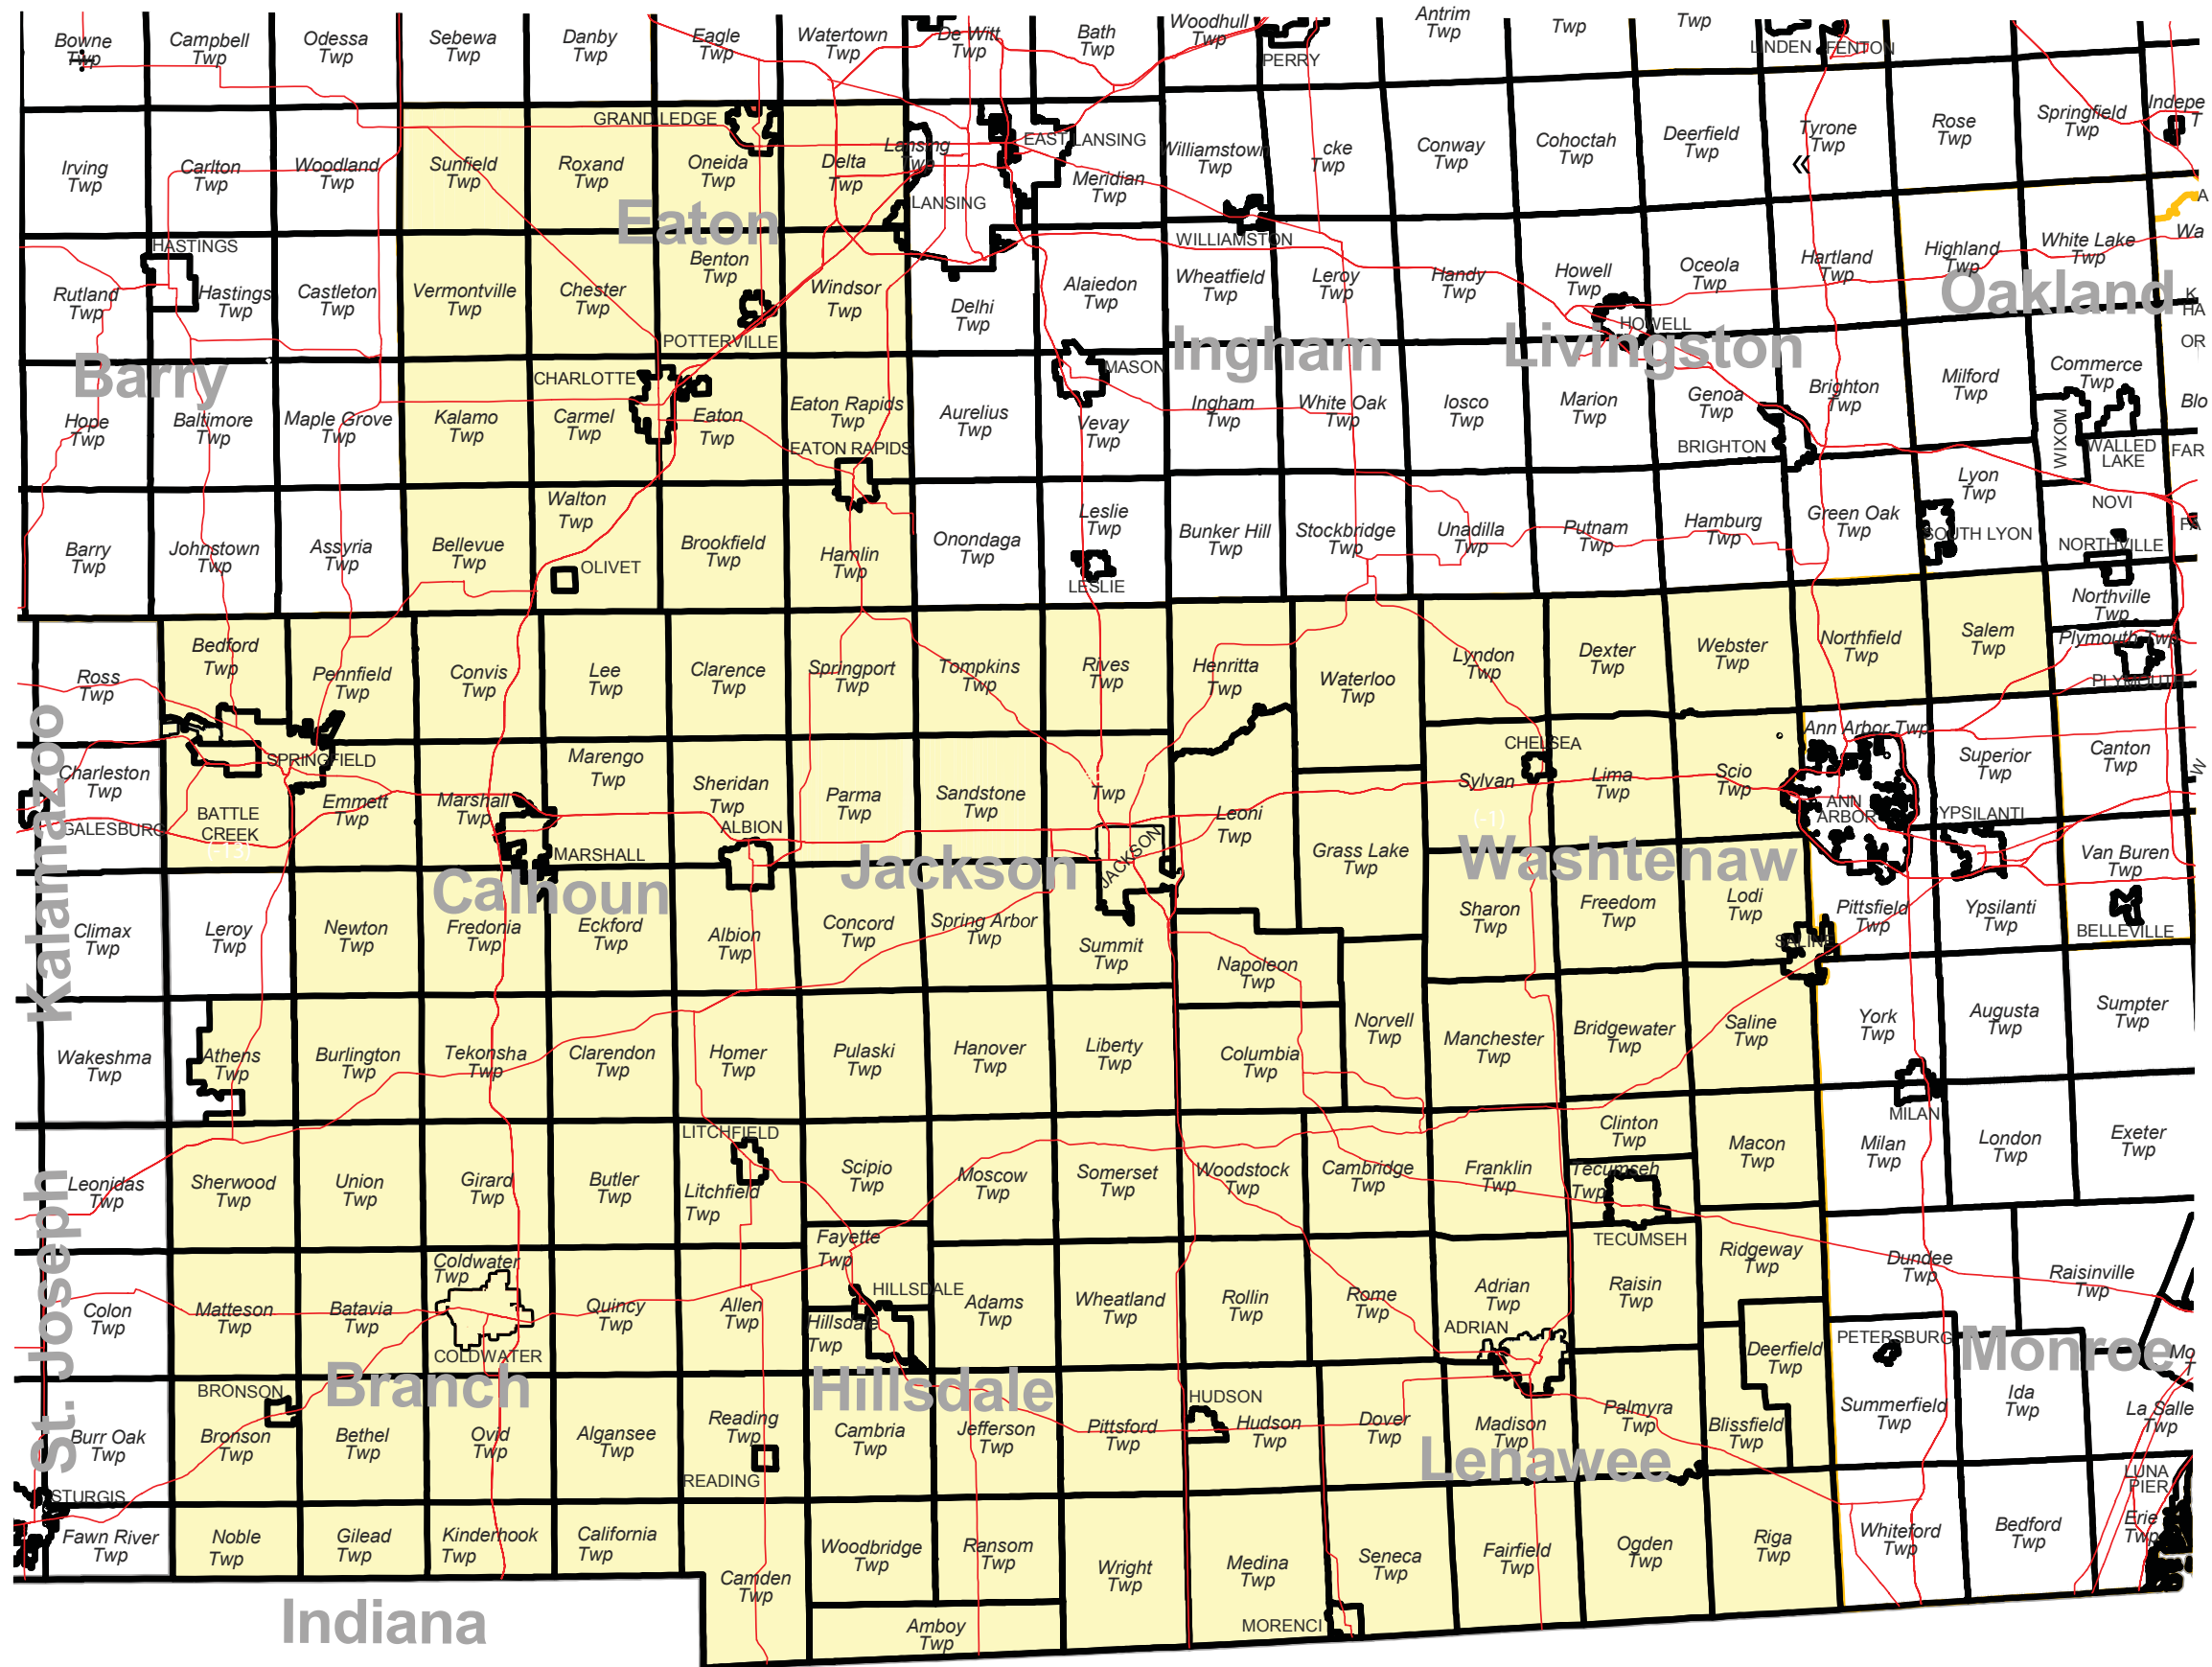 Bowne
Twp
Campbell
Twp
Odessa
Twp
Sebewa
Twp
Danby
Twp
Eagle
Twp
Watertown
Twp
De Witt
Twp
Bath
Twp
Woodhull
Twp
PERRY
Antrim
Twp
Twp
Twp
LINDEN
FENTON
Irving
Twp
Carlton
Twp
Woodland
Twp
Sunfield
Twp
Roxand
Twp
GRAND LEDGE
Oneida
Twp
Delta
Twp
Lansing
Twp
EAST LANSING
LANSING
Meridian
Twp
Williamstown
Twp
WILLIAMSTON
cke
Twp
Conway
Twp
Cohoctah
Twp
Deerfield
Twp
Tyrone
Twp
«
Rose
Twp
Springfield
Twp
Indepe
T
A
Wa
Eaton
HASTINGS
Rutland
Twp
Hastings
Twp
Castleton
Twp
Vermontville
Twp
Chester
Twp
Benton
Twp
POTTERVILLE
Windsor
Twp
Delhi
Twp
Alaiedon
Twp
Wheatfield
Twp
Leroy
Twp
Handy
Twp
Howell
Twp
HOWELL
Oceola
Twp
Hartland
Twp
Highland
Twp
White Lake
Twp
K
HA
OR
Oakland
Ingham
Livingston
Barry
Hope
Twp
Baltimore
Twp
Maple Grove
Twp
Kalamo
Twp
CHARLOTTE
Carmel
Twp
Eaton
Twp
Eaton Rapids
Twp
EATON RAPIDS
Aurelius
Twp
MASON
Vevay
Twp
Ingham
Twp
White Oak
Twp
Iosco
Twp
Marion
Twp
Genoa
Twp
BRIGHTON
Brighton
Twp
Milford
Twp
Commerce
Twp
WIXOM
WALLED
LAKE
Blo
FAR
Barry
Twp
Johnstown
Twp
Assyria
Twp
Bellevue
Twp
Walton
Twp
OLIVET
Brookfield
Twp
Hamlin
Twp
Onondaga
Twp
Leslie
Twp
LESLIE
Bunker Hill
Twp
Stockbridge
Twp
Unadilla
Twp
Putnam
Twp
Hamburg
Twp
Green Oak
Twp
Lyon
Twp
SOUTH LYON
NOVI
FA
NORTHVILLE
Northville
Twp
Ross
Twp
Bedford
Twp
Pennfield
Twp
Convis
Twp
Lee
Twp
Clarence
Twp
Springport
Twp
Tompkins
Twp
Rives
Twp
Henritta
Twp
Waterloo
Twp
Lyndon
Twp
Dexter
Twp
Webster
Twp
Northfield
Twp
Salem
Twp
Plymouth Twp
PLYMOUTH
Kalamazoo
Charleston
Twp
GALESBURG
SPRINGFIELD
BATTLE
CREEK
(-13)
Emmett
Twp
Marshall
Twp
MARSHALL
Marengo
Twp
Sheridan
Twp
ALBION
Parma
Twp
Sandstone
Twp
Twp
JACKSON
Leoni
Twp
Grass Lake
Twp
CHELSEA
Sylvan
(-1)
Lima
Twp
Scio
Twp
Ann Arbor Twp
ANN
ARBOR
Superior
Twp
YPSILANTI
Canton
Twp
W
Van Buren
Twp
BELLEVILLE
Calhoun
Jackson
Washtenaw
Climax
Twp
Leroy
Twp
Newton
Twp
Fredonia
Twp
Eckford
Twp
Albion
Twp
Concord
Twp
Spring Arbor
Twp
Summit
Twp
Napoleon
Twp
Sharon
Twp
Freedom
Twp
Lodi
Twp
SALINE
Pittsfield
Twp
Ypsilanti
Twp
Wakeshma
Twp
Athens
Twp
Burlington
Twp
Tekonsha
Twp
Clarendon
Twp
Homer
Twp
Pulaski
Twp
Hanover
Twp
Liberty
Twp
Columbia
Twp
Norvell
Twp
Manchester
Twp
Bridgewater
Twp
Saline
Twp
York
Twp
MILAN
Augusta
Twp
Sumpter
Twp
St. Joseph
Leonidas
Twp
Sherwood
Twp
Union
Twp
Girard
Twp
Butler
Twp
LITCHFIELD
Litchfield
Twp
Scipio
Twp
Moscow
Twp
Somerset
Twp
Woodstock
Twp
Cambridge
Twp
Franklin
Twp
Clinton
Twp
Tecumseh
Twp
TECUMSEH
Macon
Twp
Milan
Twp
London
Twp
Exeter
Twp
Colon
Twp
Matteson
Twp
Batavia
Twp
Coldwater
Twp
COLDWATER
Quincy
Twp
Allen
Twp
Fayette
Twp
HILLSDALE
Hillsdale
Twp
Adams
Twp
Wheatland
Twp
Rollin
Twp
Rome
Twp
Adrian
Twp
ADRIAN
Raisin
Twp
Ridgeway
Twp
Deerfield
Twp
Dundee
Twp
Raisinville
Twp
PETERSBURG
Monroe
Mo
T
Branch
Hillsdale
Lenawee
Burr Oak
Twp
BRONSON
Bronson
Twp
Bethel
Twp
Ovid
Twp
Algansee
Twp
Reading
Twp
READING
Cambria
Twp
Jefferson
Twp
Pittsford
Twp
HUDSON
Hudson
Twp
Dover
Twp
Madison
Twp
Palmyra
Twp
Blissfield
Twp
Summerfield
Twp
Ida
Twp
La Salle
Twp
STURGIS
Fawn River
Twp
Noble
Twp
Gilead
Twp
Kinderhook
Twp
California
Twp
Camden
Twp
Woodbridge
Twp
Ransom
Twp
Amboy
Twp
Wright
Twp
Medina
Twp
MORENCI
Seneca
Twp
Fairfield
Twp
Ogden
Twp
Riga
Twp
Whiteford
Twp
Bedford
Twp
LUNA
PIER
Erie
Twp
Indiana